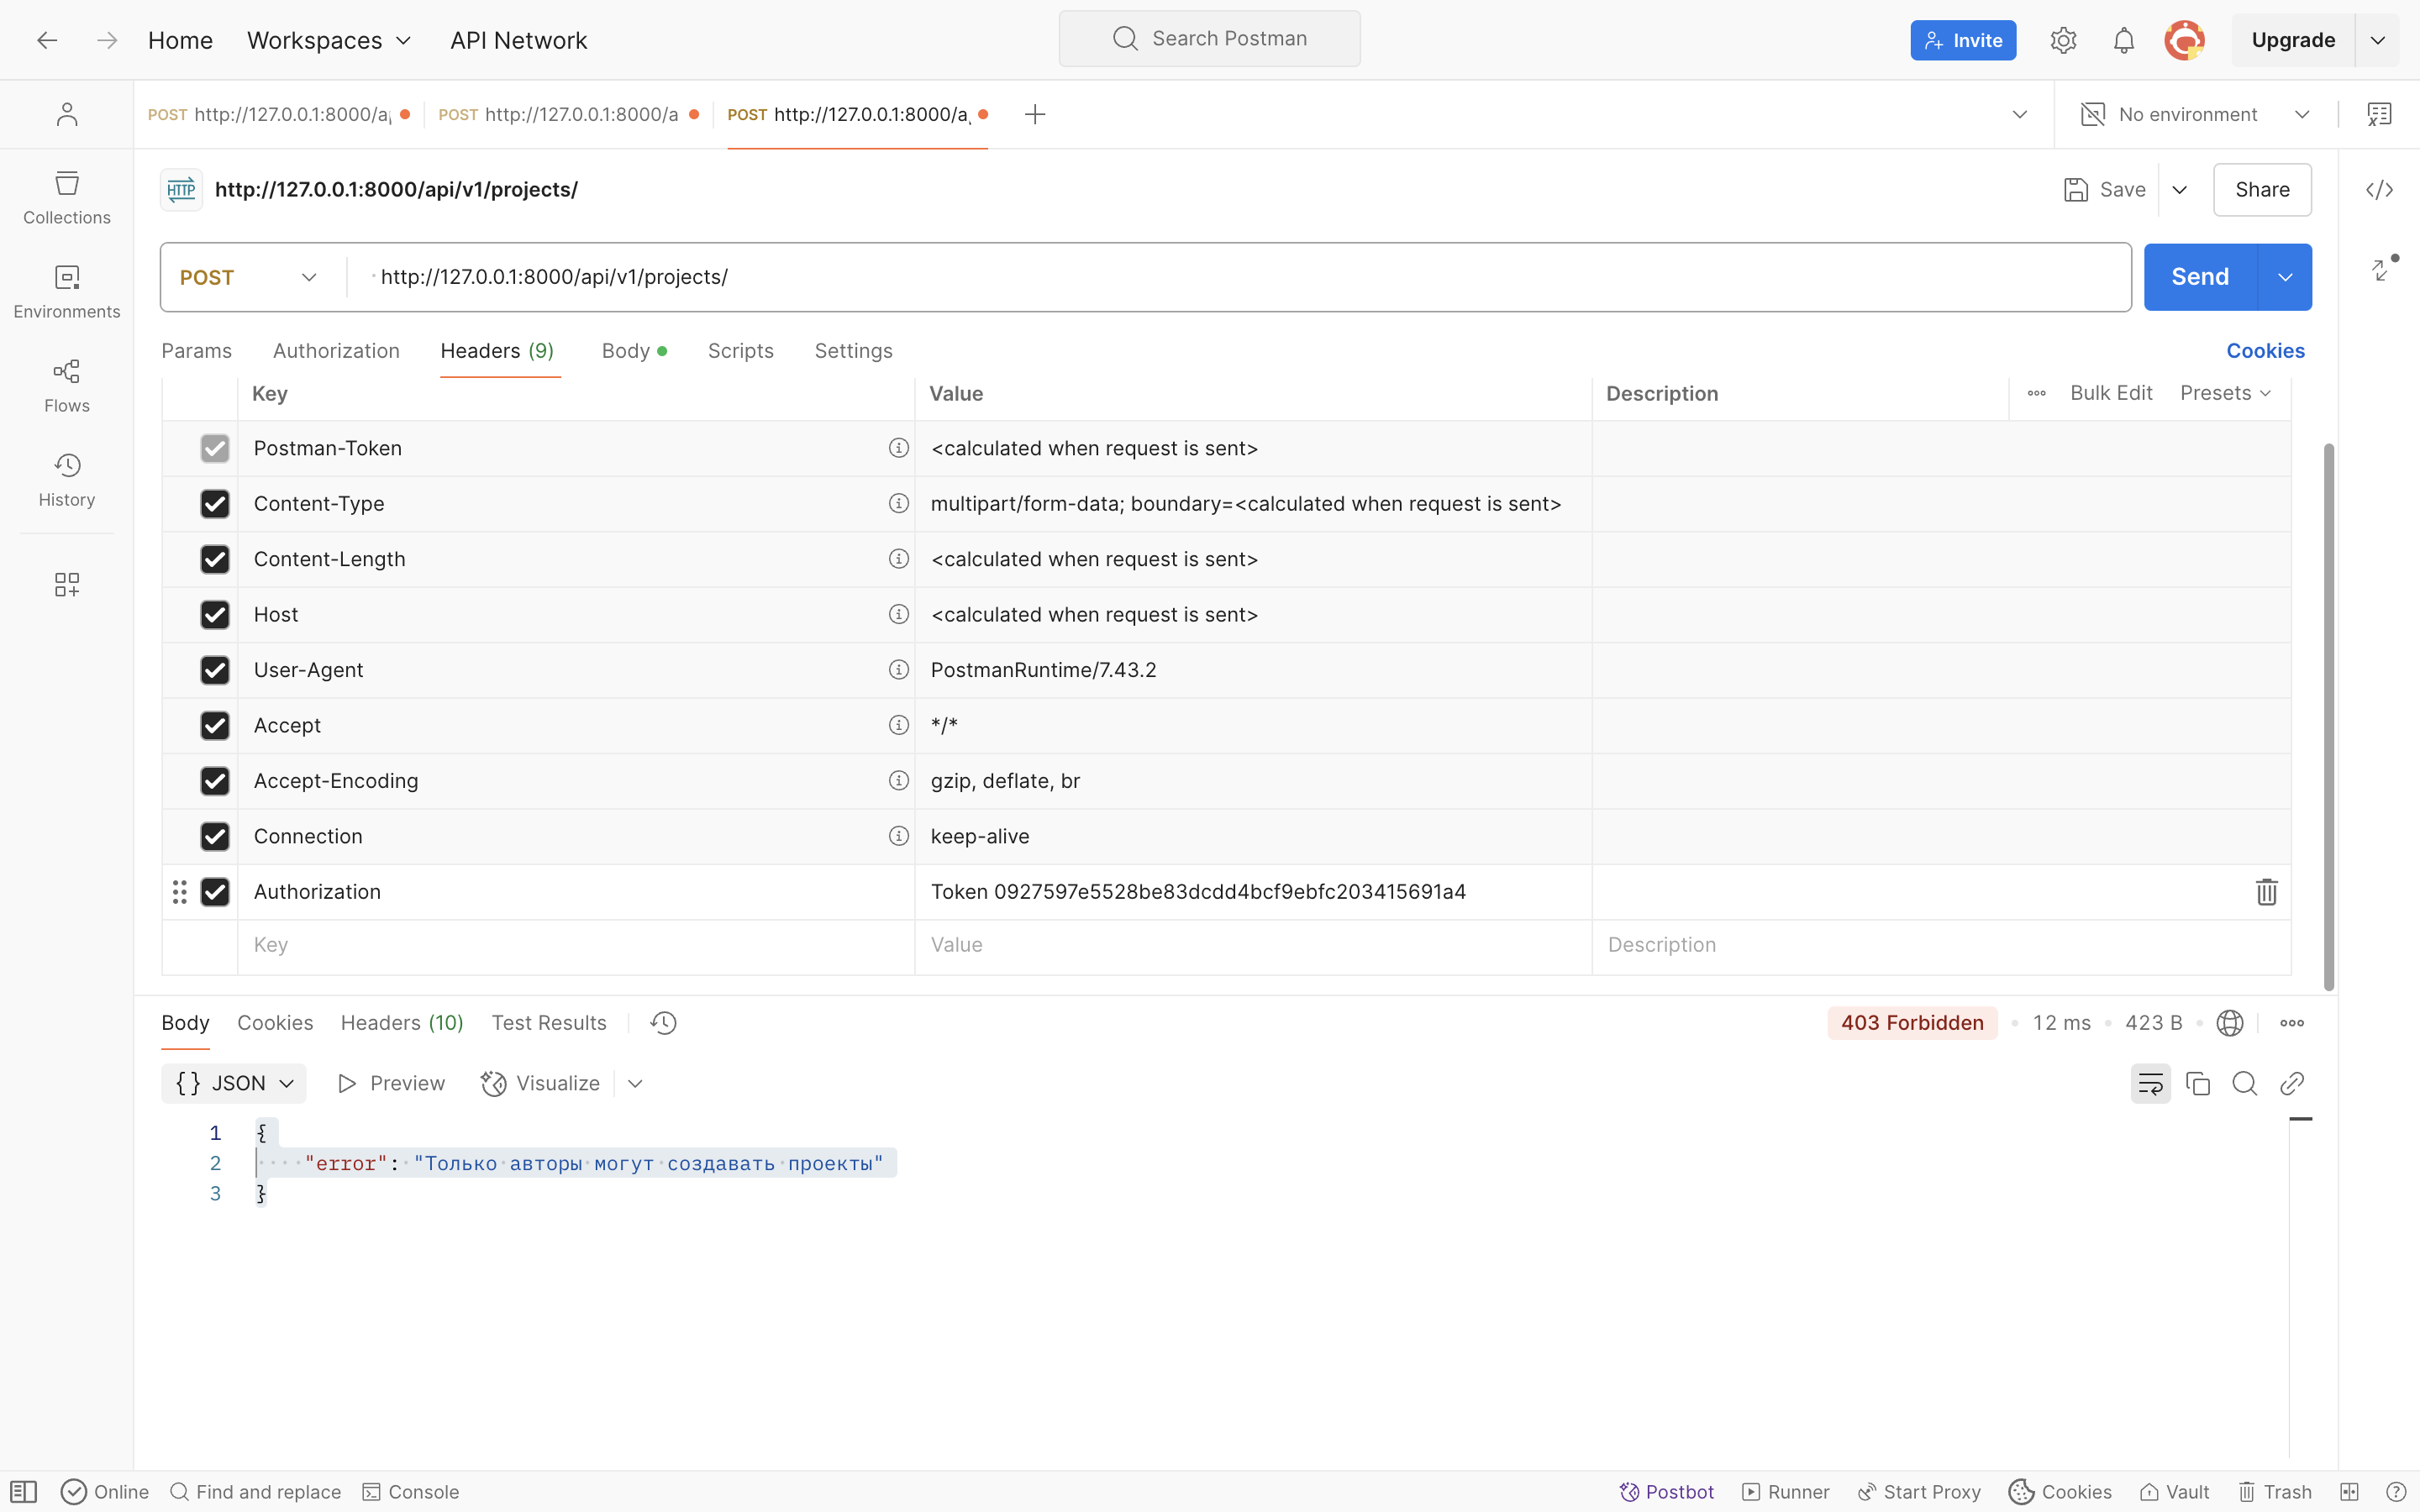 Home Workspaces API Network Search Postman Invite Upgrade
POST http://127.0.0.1:8000/a POST http://127.0.0.1:8000/a POST http://127.0.0.1:8000/a No environment
HTTP http://127.0.0.1:8000/api/v1/projects/ Save Share
Collections
POST http://127.0.0.1:8000/api/v1/projects/ Send
Environments
Params Authorization Headers (9) Body Scripts Settings Cookies
Flows
Key Value Description Bulk Edit Presets
Postman-Token <calculated when request is sent>
History
Content-Type multipart/form-data; boundary=<calculated when request is sent>
Content-Length <calculated when request is sent>
Host <calculated when request is sent>
User-Agent PostmanRuntime/7.43.2
Accept */*
Accept-Encoding gzip, deflate, br
Connection keep-alive
Authorization Token 0927597e5528be83dcdd4bcf9ebfc203415691a4
Key Value Description
Body Cookies Headers (10) Test Results 403 Forbidden 12 ms 423 B
{} JSON Preview Visualize
1 {
2 "error": "Только авторы могут создавать проекты"
3 }
Online Find and replace Console Postbot Runner Start Proxy Cookies Vault Trash